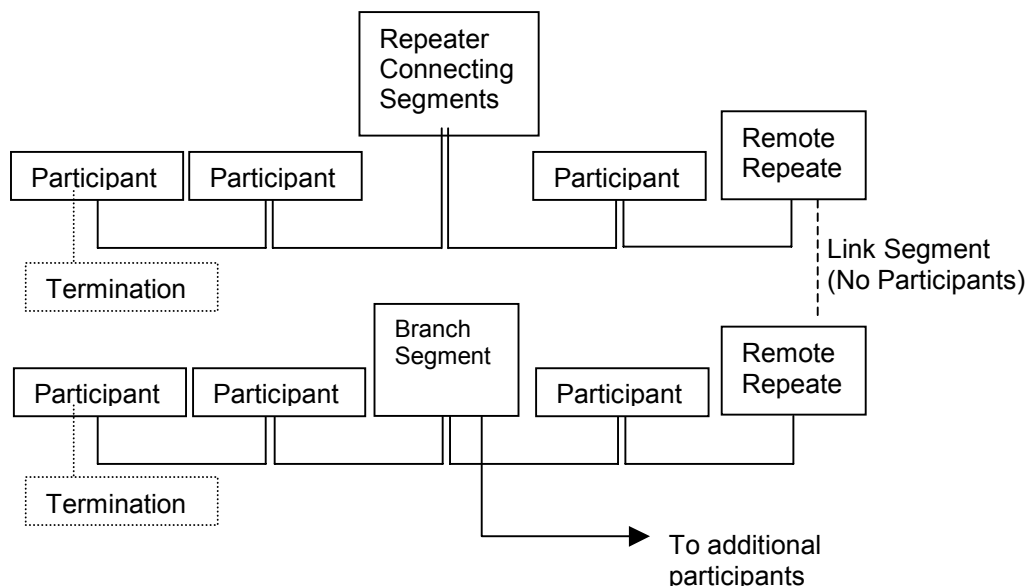 Repeater
Connecting
Segments
Remote
Repeate
Participant
Participant
Participant
Link Segment
(No Participants)
Termination
Branch
Segment
Remote
Repeate
Participant
Participant
Participant
Termination
To additional
participants